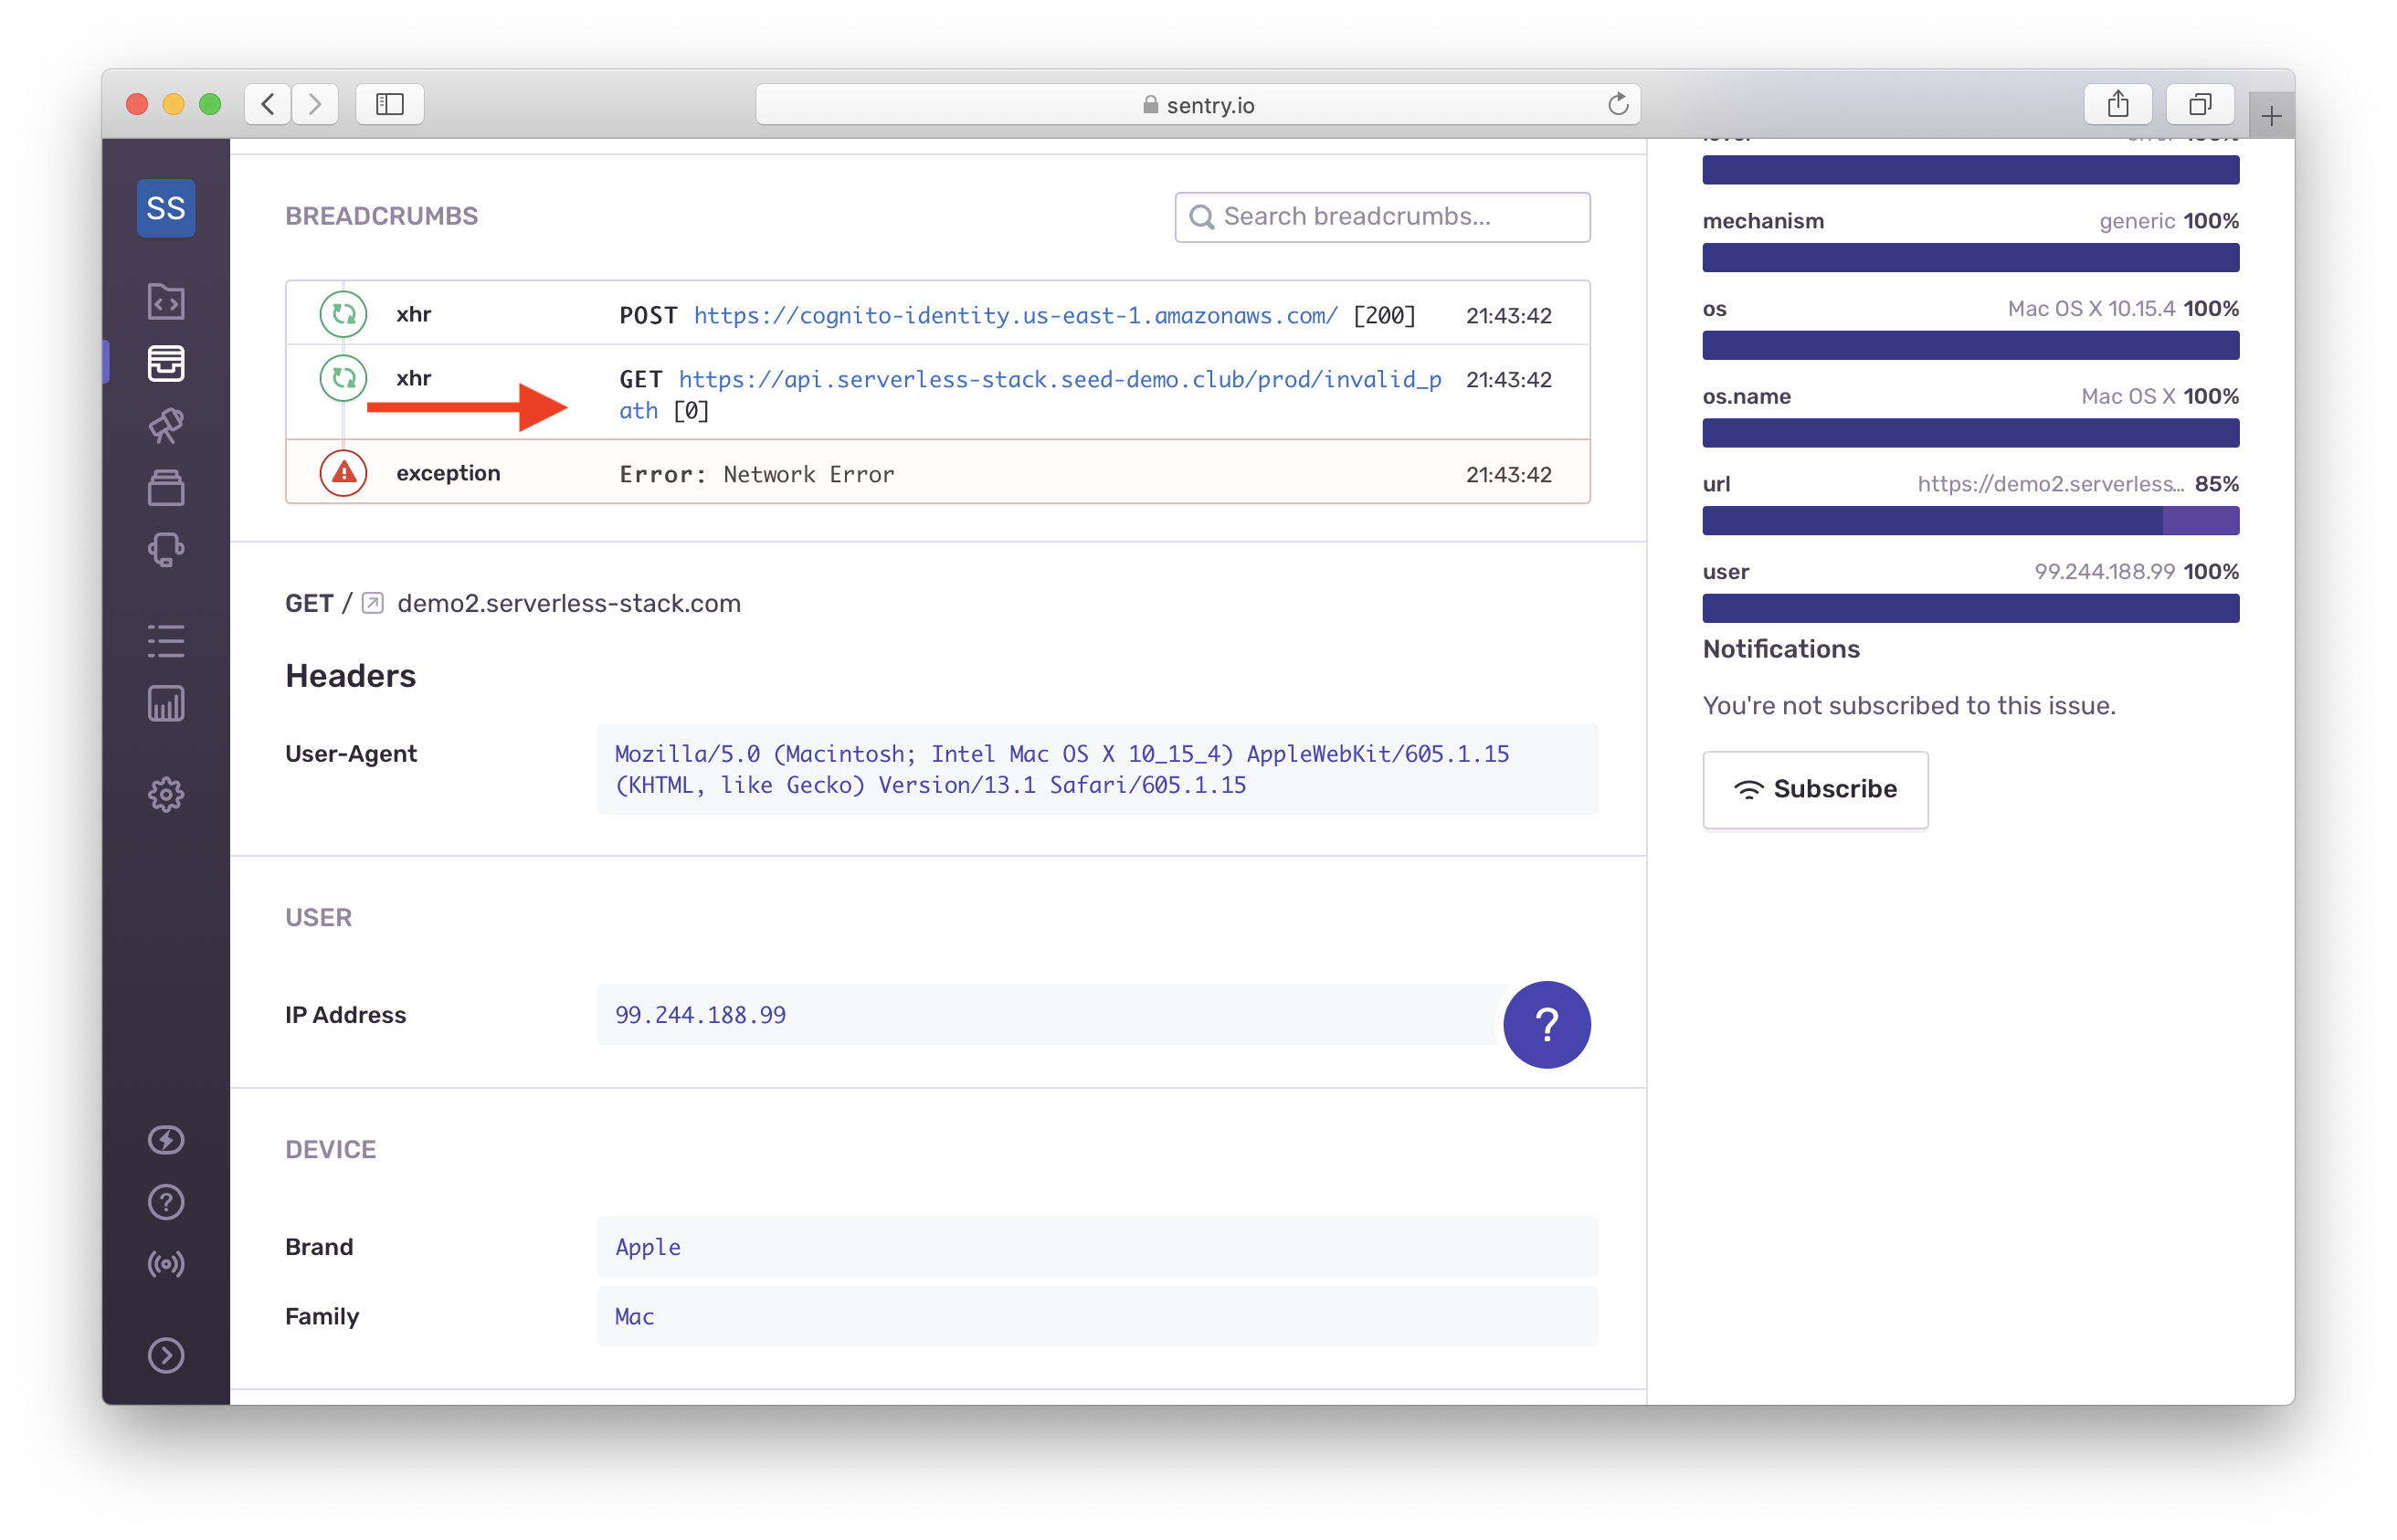 sentry.io
SS
BREADCRUMBS
Search breadcrumbs...
xhr POST https://cognito-identity.us-east-1.amazonaws.com/ [200] 21:43:42
xhr GET https://api.serverless-stack.seed-demo.club/prod/invalid_p 21:43:42
ath [0]
exception Error: Network Error 21:43:42
GET / demo2.serverless-stack.com
Headers
User-Agent Mozilla/5.0 (Macintosh; Intel Mac OS X 10_15_4) AppleWebKit/605.1.15
(KHTML, like Gecko) Version/13.1 Safari/605.1.15
USER
IP Address 99.244.188.99
?
DEVICE
Brand Apple
Family Mac
mechanism generic 100%
os Mac OS X 10.15.4 100%
os.name Mac OS X 100%
url https://demo2.serverless... 85%
user 99.244.188.99 100%
Notifications
You're not subscribed to this issue.
Subscribe